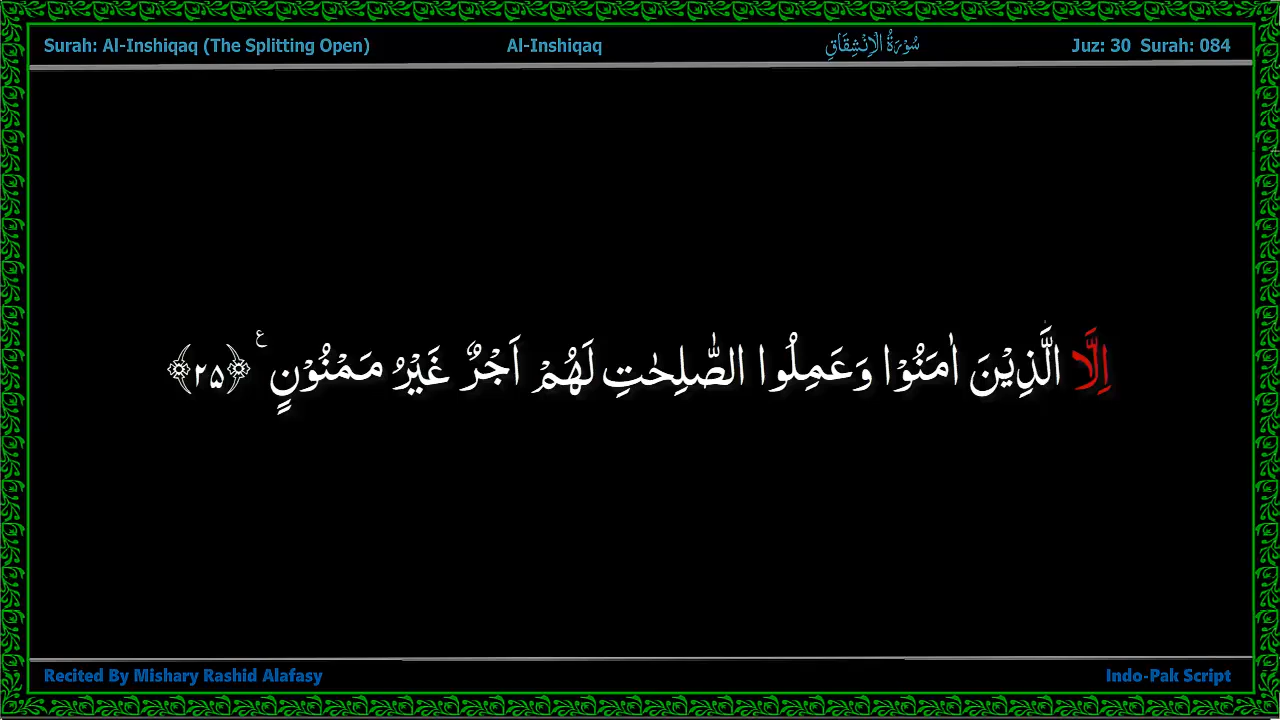 Surah: Al-Inshiqaq (The Splitting Open) Al-Inshiqaq سُوْرَةُ الْاِنْشِقَاقِ Juz: 30 Surah: 084
اِلَّا الَّذِيْنَ اٰمَنُوْا وَعَمِلُوا الصّٰلِحٰتِ لَهُمْ اَجْرٌ غَيْرُ مَمْنُوْنٍ ۧ ﴿۲۵﴾
Recited By Mishary Rashid Alafasy Indo-Pak Script